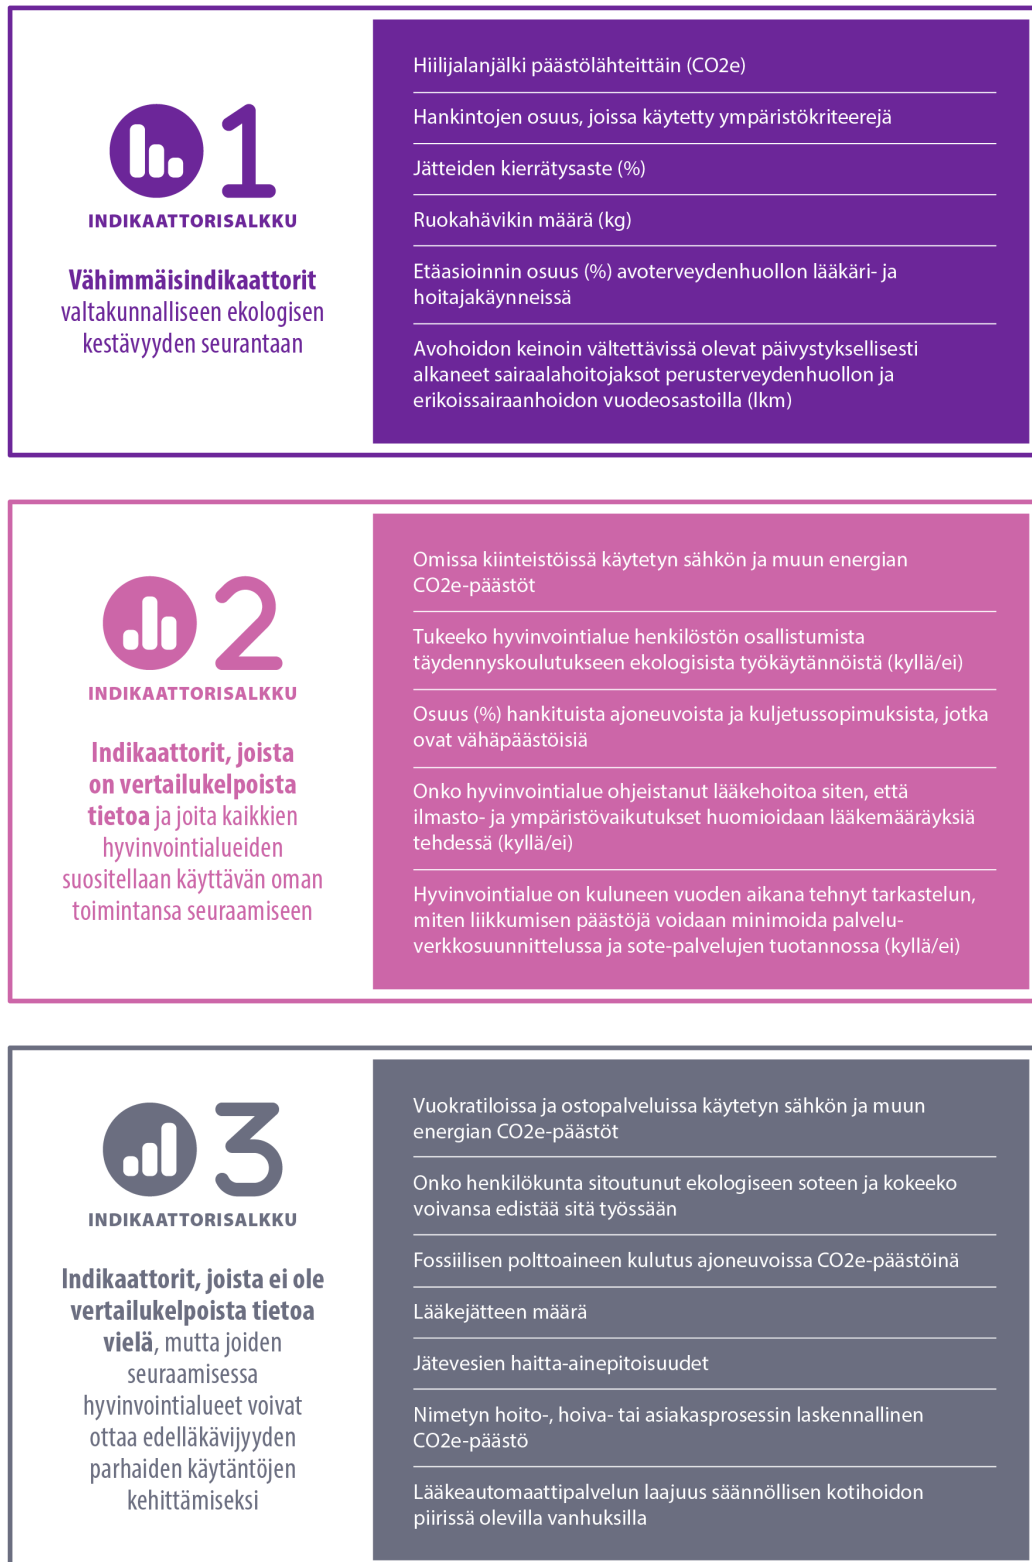 1
INDIKAATTORISALKKU
Vähimmäisindikaattorit
valtakunnalliseen ekologisen
kestävyyden seurantaan
Hiilijalanjälki päästölähteittäin (CO2e)
Hankintojen osuus, joissa käytetty ympäristökriteerejä
Jätteiden kierrätysaste (%)
Ruokahävikin määrä (kg)
Etäasioinnin osuus (%) avoterveydenhuollon lääkäri- ja
hoitajakäynneissä
Avohoidon keinoin vältettävissä olevat päivystyksellisesti
alkaneet sairaalahoitojaksot perusterveydenhuollon ja
erikoissairaanhoidon vuodeosastoilla (lkm)
2
INDIKAATTORISALKKU
Indikaattorit, joista
on vertailukelpoista
tietoa ja joita kaikkien
hyvinvointialueiden
suositellaan käyttävän oman
toimintansa seuraamiseen
Omissa kiinteistöissä käytetyn sähkön ja muun energian
CO2e-päästöt
Tukeeko hyvinvointialue henkilöstön osallistumista
täydennyskoulutukseen ekologisista työkäytännöistä (kyllä/ei)
Osuus (%) hankituista ajoneuvoista ja kuljetussopimuksista, jotka
ovat vähäpäästöisiä
Onko hyvinvointialue ohjeistanut lääkehoitoa siten, että
ilmasto- ja ympäristövaikutukset huomioidaan lääkemääräyksiä
tehdessä (kyllä/ei)
Hyvinvointialue on kuluneen vuoden aikana tehnyt tarkastelun,
miten liikkumisen päästöjä voidaan minimoida palvelu-
verkkosuunnittelussa ja sote-palvelujen tuotannossa (kyllä/ei)
3
INDIKAATTORISALKKU
Indikaattorit, joista ei ole
vertailukelpoista tietoa
vielä, mutta joiden
seuraamisessa
hyvinvointialueet voivat
ottaa edelläkävijyyden
parhaiden käytäntöjen
kehittämiseksi
Vuokratiloissa ja ostopalveluissa käytetyn sähkön ja muun
energian CO2e-päästöt
Onko henkilökunta sitoutunut ekologiseen soteen ja kokeeko
voivansa edistää sitä työssään
Fossiilisen polttoaineen kulutus ajoneuvoissa CO2e-päästöinä
Lääkejätteen määrä
Jätevesien haitta-ainepitoisuudet
Nimetyn hoito-, hoiva- tai asiakasprosessin laskennallinen
CO2e-päästö
Lääkeautomaattipalvelun laajuus säännöllisen kotihoidon
piirissä olevilla vanhuksilla